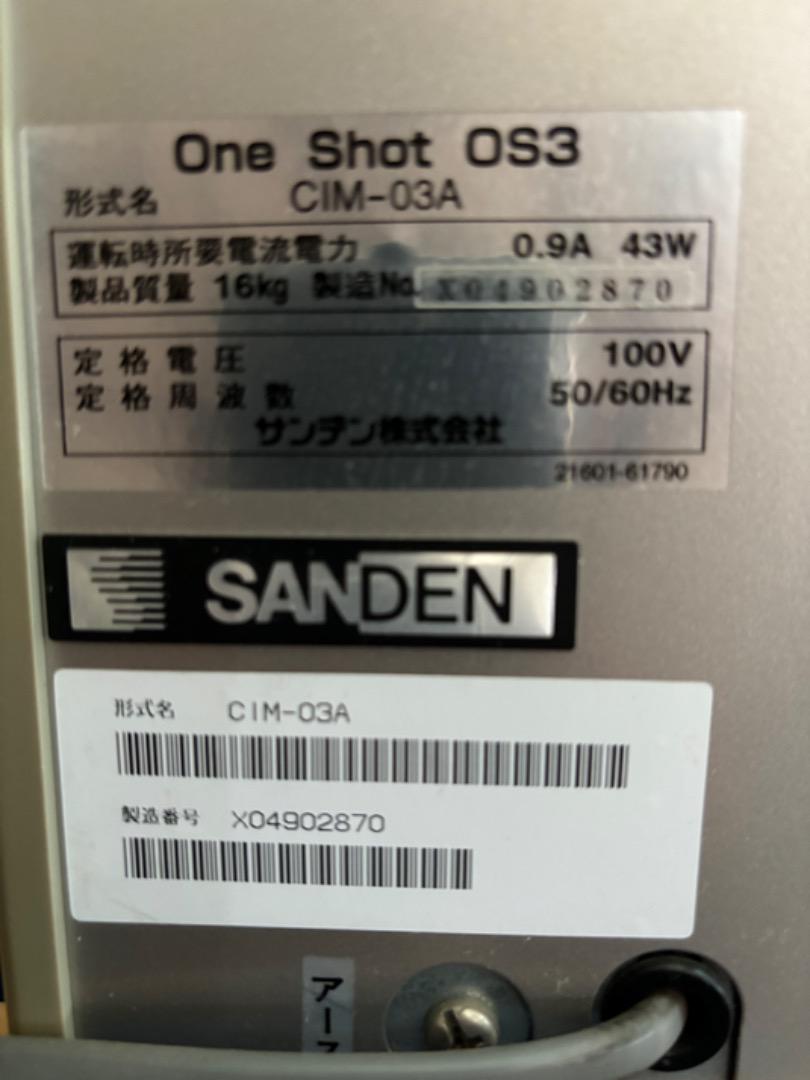 One Shot OS3
形式名 CIM-03A
運転時所要電流電力 0.9A 43W
製品質量 16kg 製造No. X04902870
定格電圧 100V
定格周波数 50/60Hz
サンデン株式会社
21601-61790
SANDEN
形式名 CIM-03A
製造番号 X04902870
アース